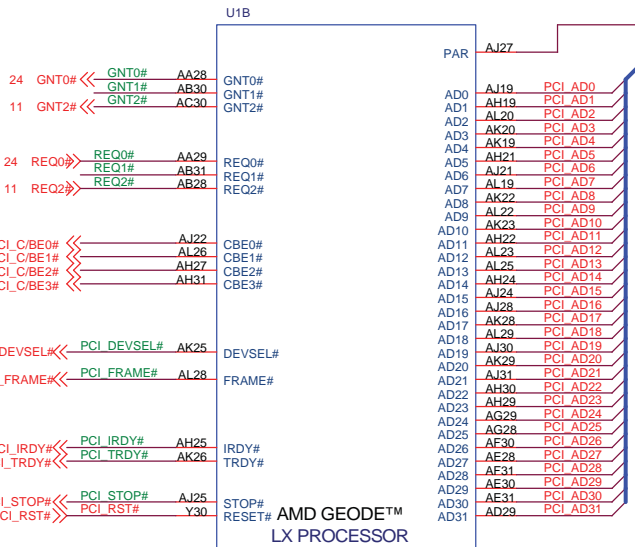 U1B
PAR AJ27
24 GNT0# GNT0# AA28 GNT0# AD0 AJ19 PCI_AD0
GNT1# AB30 GNT1# AD1 AH19 PCI_AD1
11 GNT2# GNT2# AC30 GNT2# AD2 AL20 PCI_AD2
AD3 AK20 PCI_AD3
AD4 AK19 PCI_AD4
24 REQ0# REQ0# AA29 REQ0# AD5 AH21 PCI_AD5
REQ1# AB31 REQ1# AD6 AJ21 PCI_AD6
11 REQ2# REQ2# AB28 REQ2# AD7 AL19 PCI_AD7
AD8 AK22 PCI_AD8
AD9 AL22 PCI_AD9
AD10 AK23 PCI_AD10
CI_C/BE0# AJ22 CBE0# AD11 AH22 PCI_AD11
CI_C/BE1# AL26 CBE1# AD12 AL23 PCI_AD12
CI_C/BE2# AH27 CBE2# AD13 AL25 PCI_AD13
CI_C/BE3# AH31 CBE3# AD14 AH24 PCI_AD14
AD15 AJ24 PCI_AD15
AD16 AJ28 PCI_AD16
AD17 AK28 PCI_AD17
AD18 AL29 PCI_AD18
DEVSEL# PCI_DEVSEL# AK25 DEVSEL# AD19 AJ30 PCI_AD19
AD20 AK29 PCI_AD20
_FRAME# PCI_FRAME# AL28 FRAME# AD21 AJ31 PCI_AD21
AD22 AH30 PCI_AD22
AD23 AH29 PCI_AD23
AD24 AG29 PCI_AD24
AD25 AG28 PCI_AD25
CI_IRDY# PCI_IRDY# AH25 IRDY# AD26 AF30 PCI_AD26
I_TRDY# PCI_TRDY# AK26 TRDY# AD27 AE28 PCI_AD27
AD28 AF31 PCI_AD28
AD29 AE30 PCI_AD29
I_STOP# PCI_STOP# AJ25 STOP# AD30 AE31 PCI_AD30
CI_RST# PCI_RST# Y30 RESET# AD31 AD29 PCI_AD31
AMD GEODE™
LX PROCESSOR